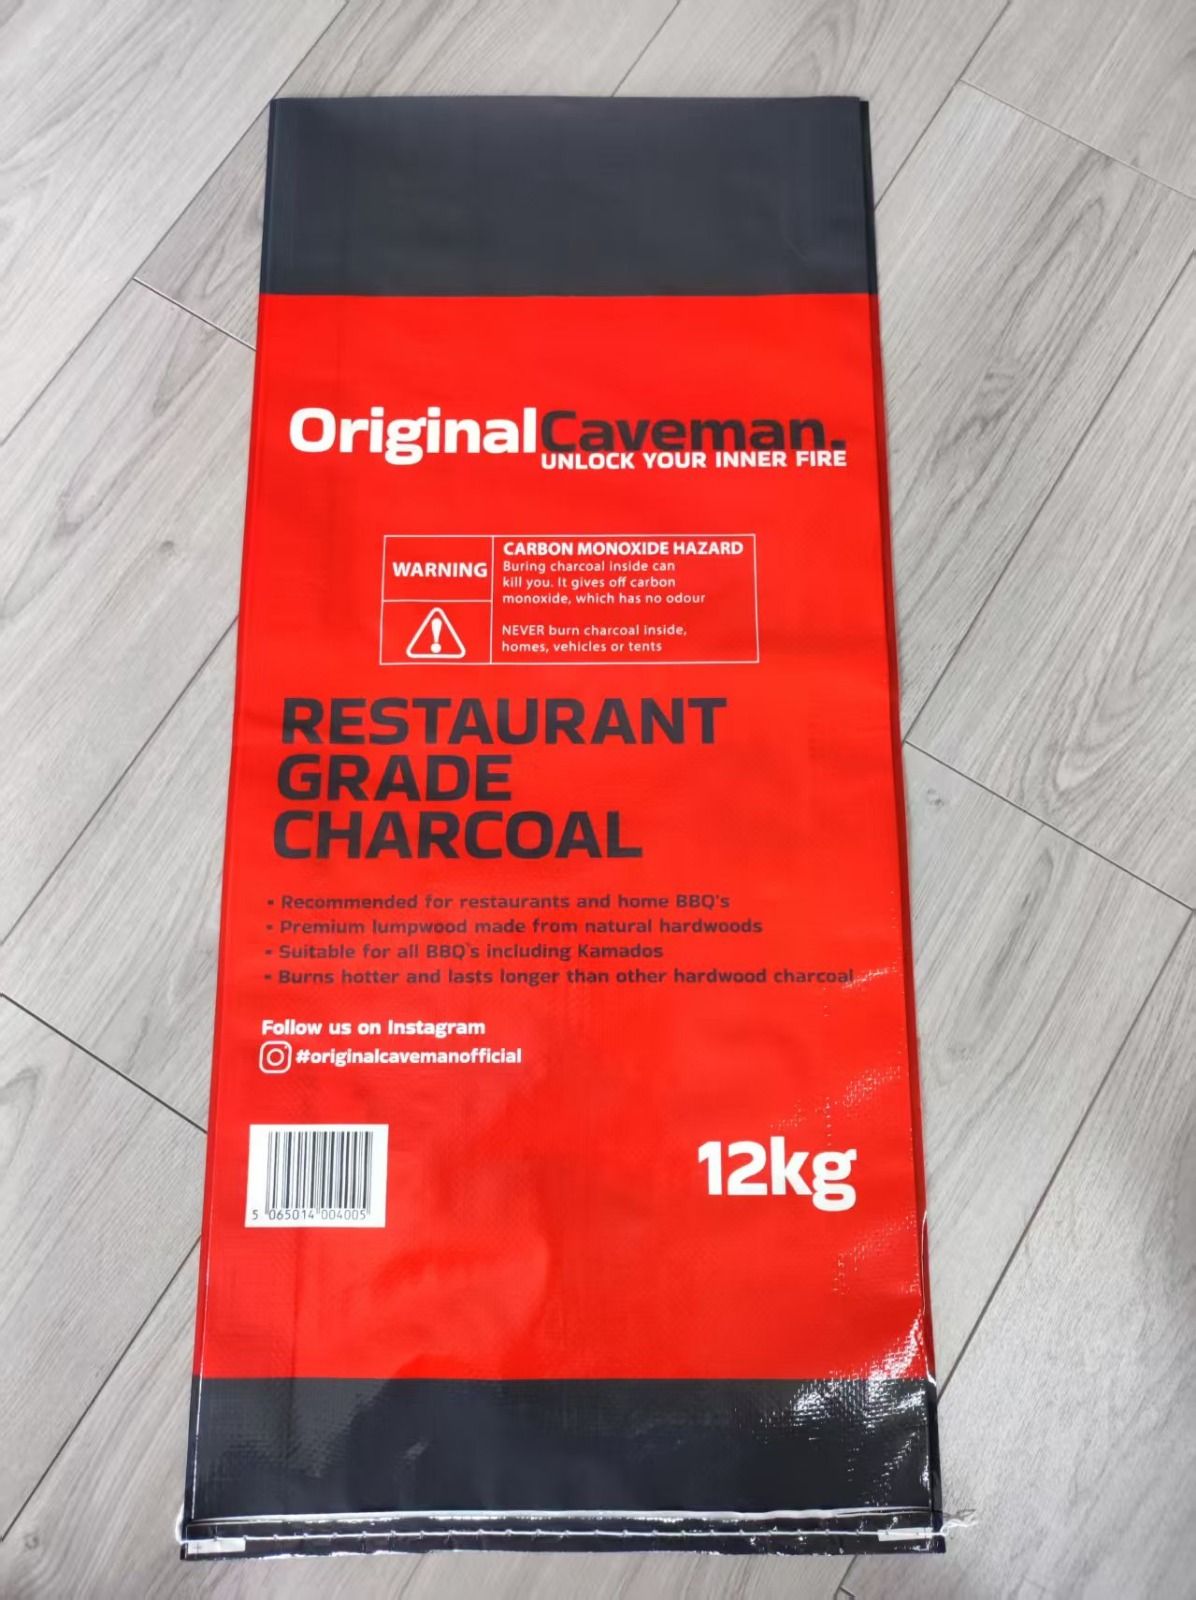 OriginalCaveman.
UNLOCK YOUR INNER FIRE
WARNING
CARBON MONOXIDE HAZARD
Buring charcoal inside can
kill you. It gives off carbon
monoxide, which has no odour
NEVER burn charcoal inside,
homes, vehicles or tents
RESTAURANT
GRADE
CHARCOAL
▪ Recommended for restaurants and home BBQ's
▪ Premium lumpwood made from natural hardwoods
▪ Suitable for all BBQ`s including Kamados
▪ Burns hotter and lasts longer than other hardwood charcoal
Follow us on Instagram
#originalcavemanofficial
12kg
5 065014 004005